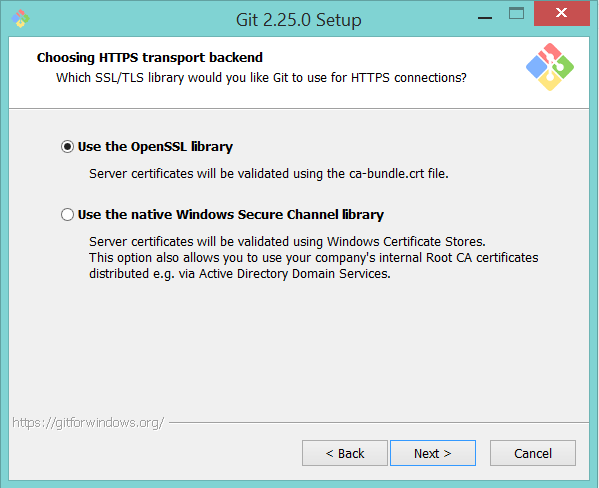 Git 2.25.0 Setup
Choosing HTTPS transport backend
Which SSL/TLS library would you like Git to use for HTTPS connections?
Use the OpenSSL library
Server certificates will be validated using the ca-bundle.crt file.
Use the native Windows Secure Channel library
Server certificates will be validated using Windows Certificate Stores.
This option also allows you to use your company's internal Root CA certificates
distributed e.g. via Active Directory Domain Services.
https://gitforwindows.org/
< Back
Next >
Cancel